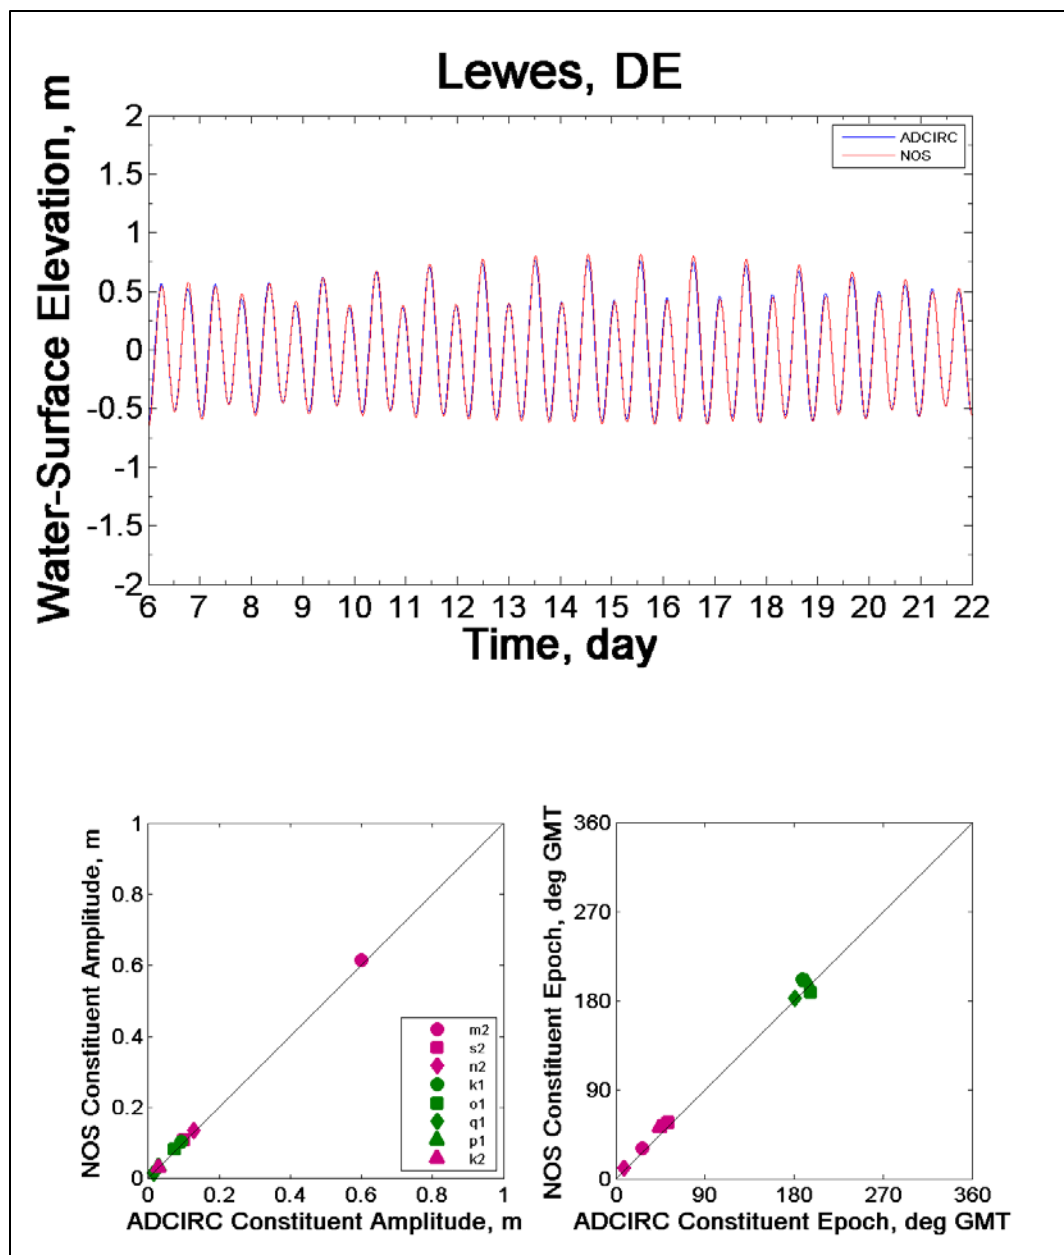 Lewes, DE
Water-Surface Elevation, m
2
1.5
1
0.5
0
-0.5
-1
-1.5
-2
ADCIRC
NOS
6 7 8 9 10 11 12 13 14 15 16 17 18 19 20 21 22
Time, day
NOS Constituent Amplitude, m
1
0.8
0.6
0.4
0.2
0
m2
s2
n2
k1
o1
q1
p1
k2
0 0.2 0.4 0.6 0.8 1
ADCIRC Constituent Amplitude, m
NOS Constituent Epoch, deg GMT
360
270
180
90
0
0 90 180 270 360
ADCIRC Constituent Epoch, deg GMT